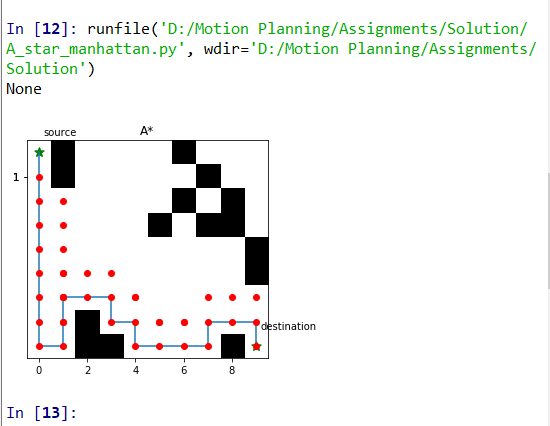 In [12]: runfile('D:/Motion Planning/Assignments/Solution/
A_star_manhattan.py', wdir='D:/Motion Planning/Assignments/
Solution')
None
source
A*
1
destination
0 2 4 6 8
In [13]: